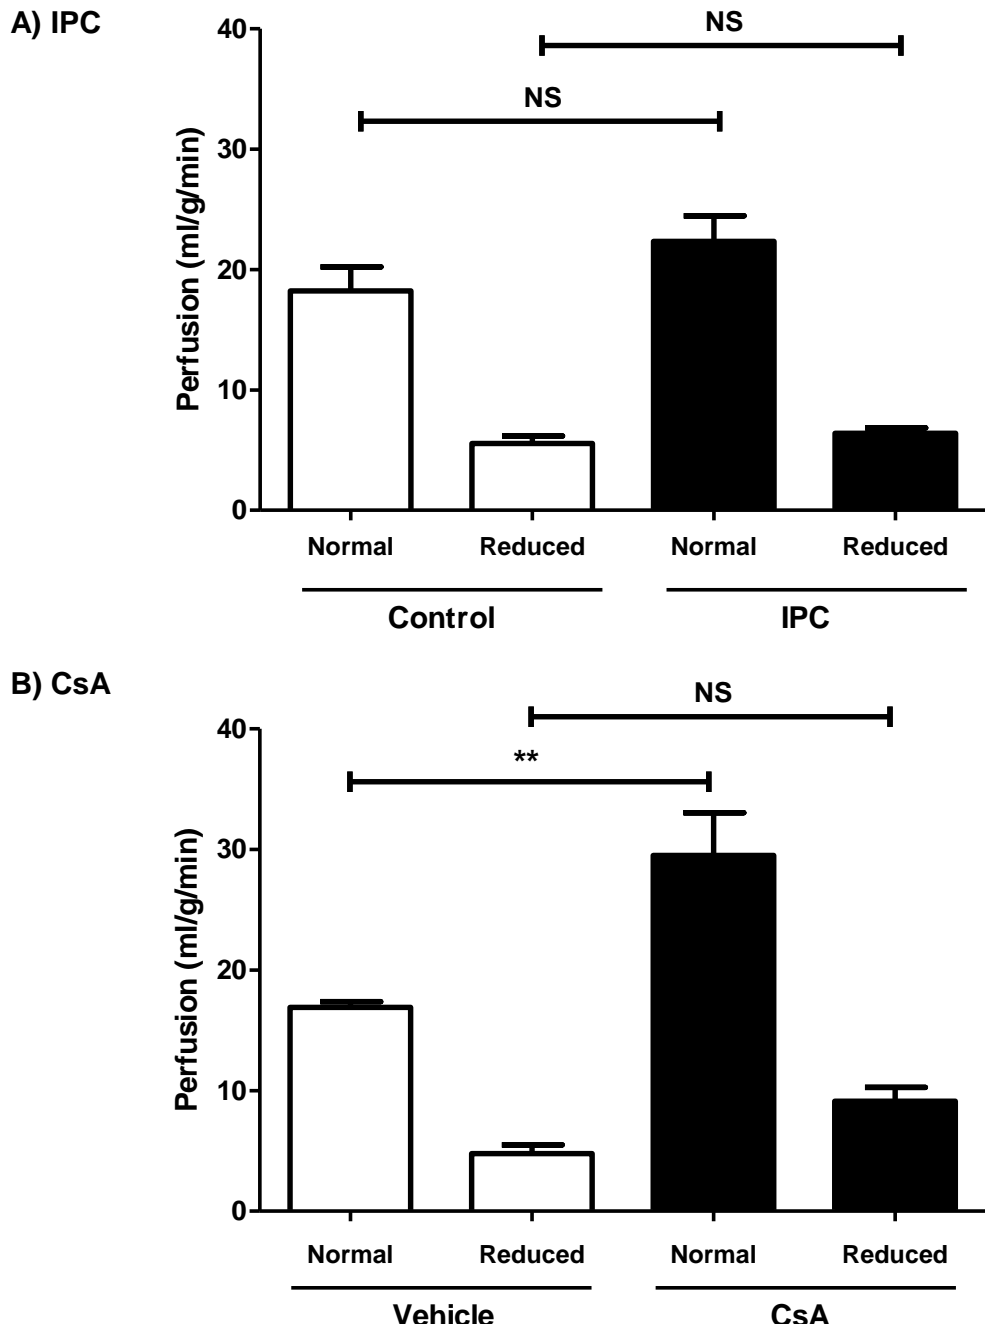 A) IPC
40
NS
NS
30
Perfusion (ml/g/min)
20
10
0
Normal Reduced Normal Reduced
Control IPC
B) CsA
NS
40
**
30
Perfusion (ml/g/min)
20
10
0
Normal Reduced Normal Reduced
Vehicle CsA